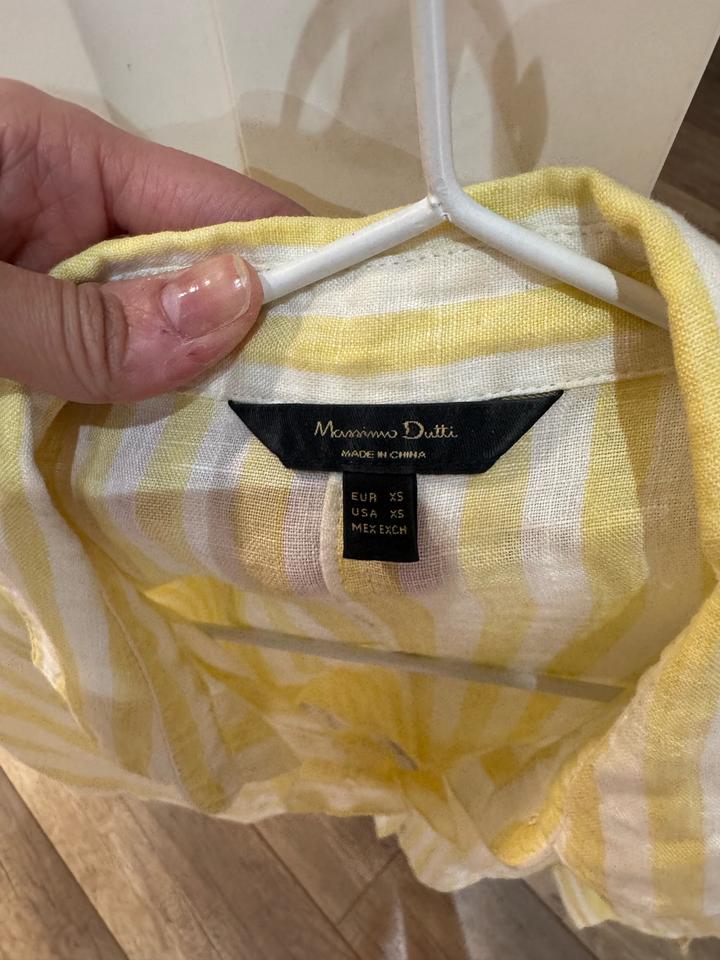 Massimo Dutti
MADE IN CHINA
EUR XS
USA XS
MEX EXCH